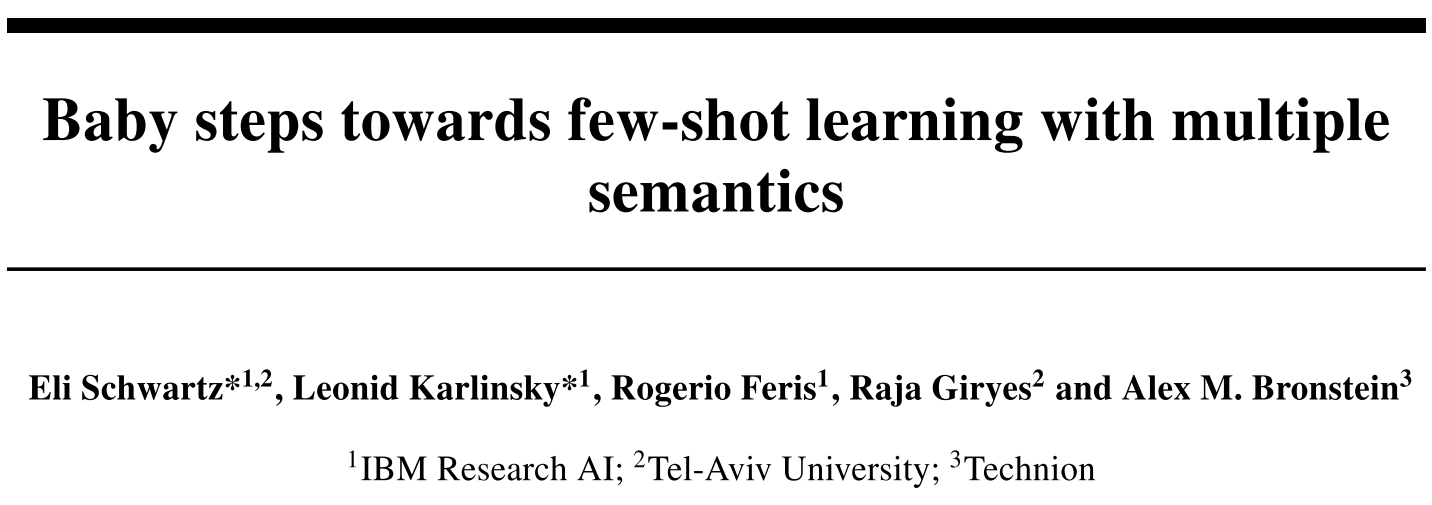 Baby steps towards few-shot learning with multiple
semantics
Eli Schwartz*1,2, Leonid Karlinsky*1, Rogerio Feris1, Raja Giryes2 and Alex M. Bronstein3
1IBM Research AI; 2Tel-Aviv University; 3Technion